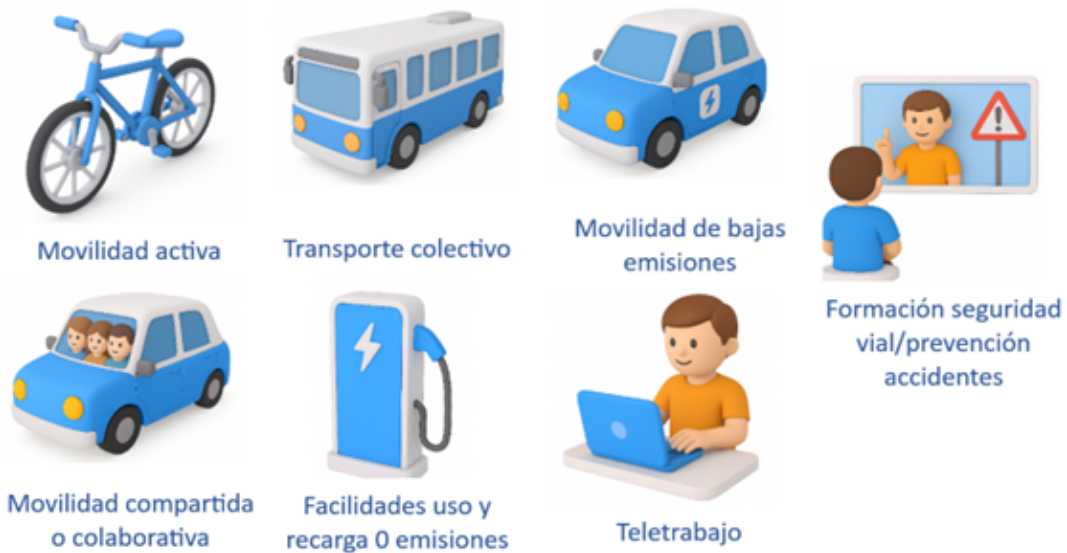 Movilidad activa
Transporte colectivo
Movilidad de bajas
emisiones
Formación seguridad
vial/prevención
accidentes
Movilidad compartida
o colaborativa
Facilidades uso y
recarga 0 emisiones
Teletrabajo